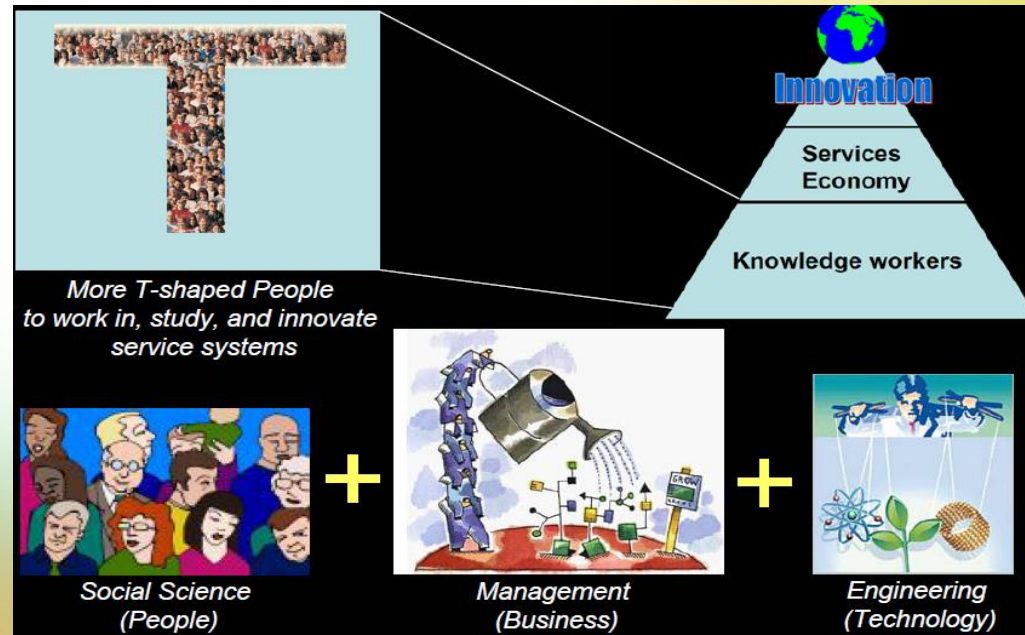 T
Innovation
Services
Economy
Knowledge workers
More T-shaped People
to work in, study, and innovate
service systems
GROW
Social Science
(People)
Management
(Business)
Engineering
(Technology)